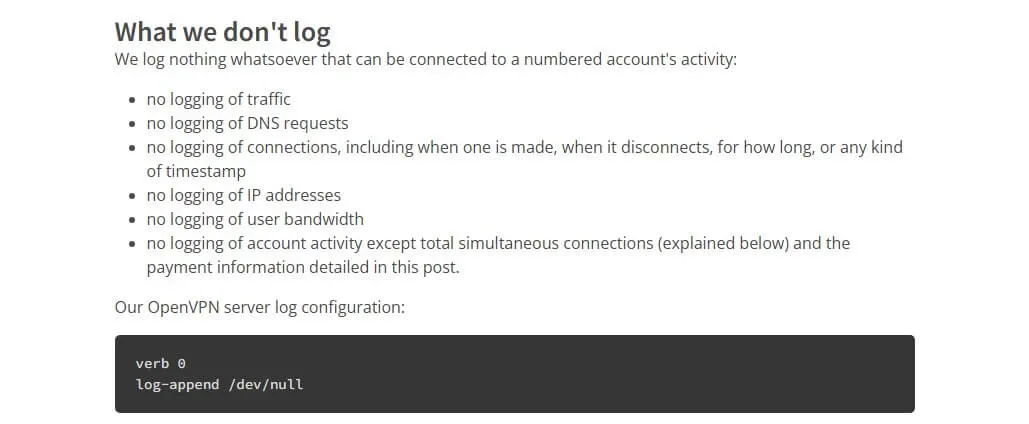 What we don't log
We log nothing whatsoever that can be connected to a numbered account's activity:
• no logging of traffic
• no logging of DNS requests
• no logging of connections, including when one is made, when it disconnects, for how long, or any kind
of timestamp
• no logging of IP addresses
• no logging of user bandwidth
• no logging of account activity except total simultaneous connections (explained below) and the
payment information detailed in this post.
Our OpenVPN server log configuration:
verb 0
log-append /dev/null